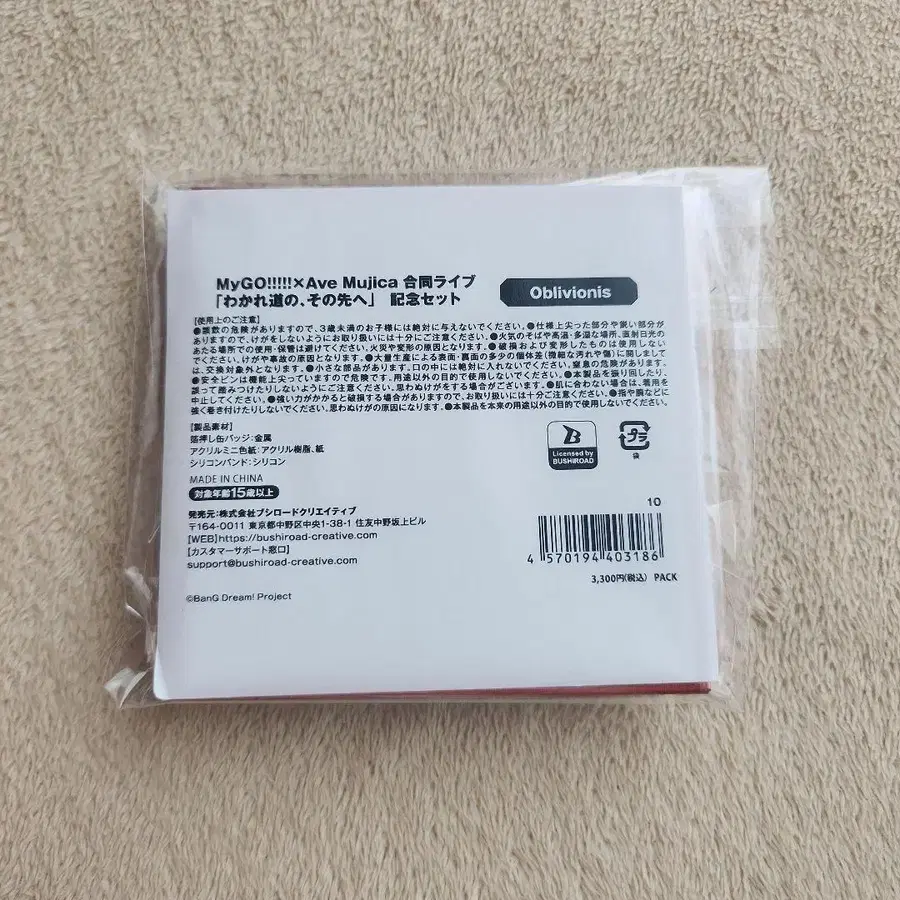 MyGO!!!!!×Ave Mujica 合同ライブ
「わかれ道の、その先へ」 記念セット
Oblivionis
【使用上のご注意】
●窒息の危険がありますので、3歳未満のお子様には絶対に与えないでください。●仕様上尖った部分や鋭い部分が
ありますので、けがをしないようにお取り扱いには十分にご注意ください。●火気のそばや高温・多湿な場所、直射日光の
あたる場所での使用・保管は避けてください。火災や変形の原因となります。●破損および変形したものは使用しない
でください。けがや事故の原因となります。●大量生産による表面・裏面の多少の個体差(微細な汚れや傷)に関しまして
は、交換対象外となります。●小さな部品があります。口の中には絶対に入れないでください。窒息の危険があります。
●安全ピンは機能上尖っていますので危険です。用途以外の目的で使用しないでください。●本製品を振り回したり、
誤って踏みつけたりしないようにご注意ください。思わぬけがをする場合がございます。●肌に合わない場合は、着用を
中止してください。●強い力がかかると破損する場合がありますので、お取り扱いには十分ご注意ください。●指や腕などに
強く巻き付けたりしないでください。思わぬけがの原因になります。●本製品を本来の用途以外の目的で使用しないでください。
【製品素材】
箔押し缶バッジ:金属
アクリルミニ色紙:アクリル樹脂、紙
シリコンバンド:シリコン
MADE IN CHINA
対象年齢15歳以上
発売元:株式会社ブシロードクリエイティブ
〒164-0011 東京都中野区中央1-38-1 住友中野坂上ビル
[WEB]https://bushiroad-creative.com
【カスタマーサポート窓口】
support@bushiroad-creative.com
©BanG Dream! Project
B
Licensed by
BUSHIROAD
プラ
袋
10
4 570194 403186
3,300円(税込) PACK